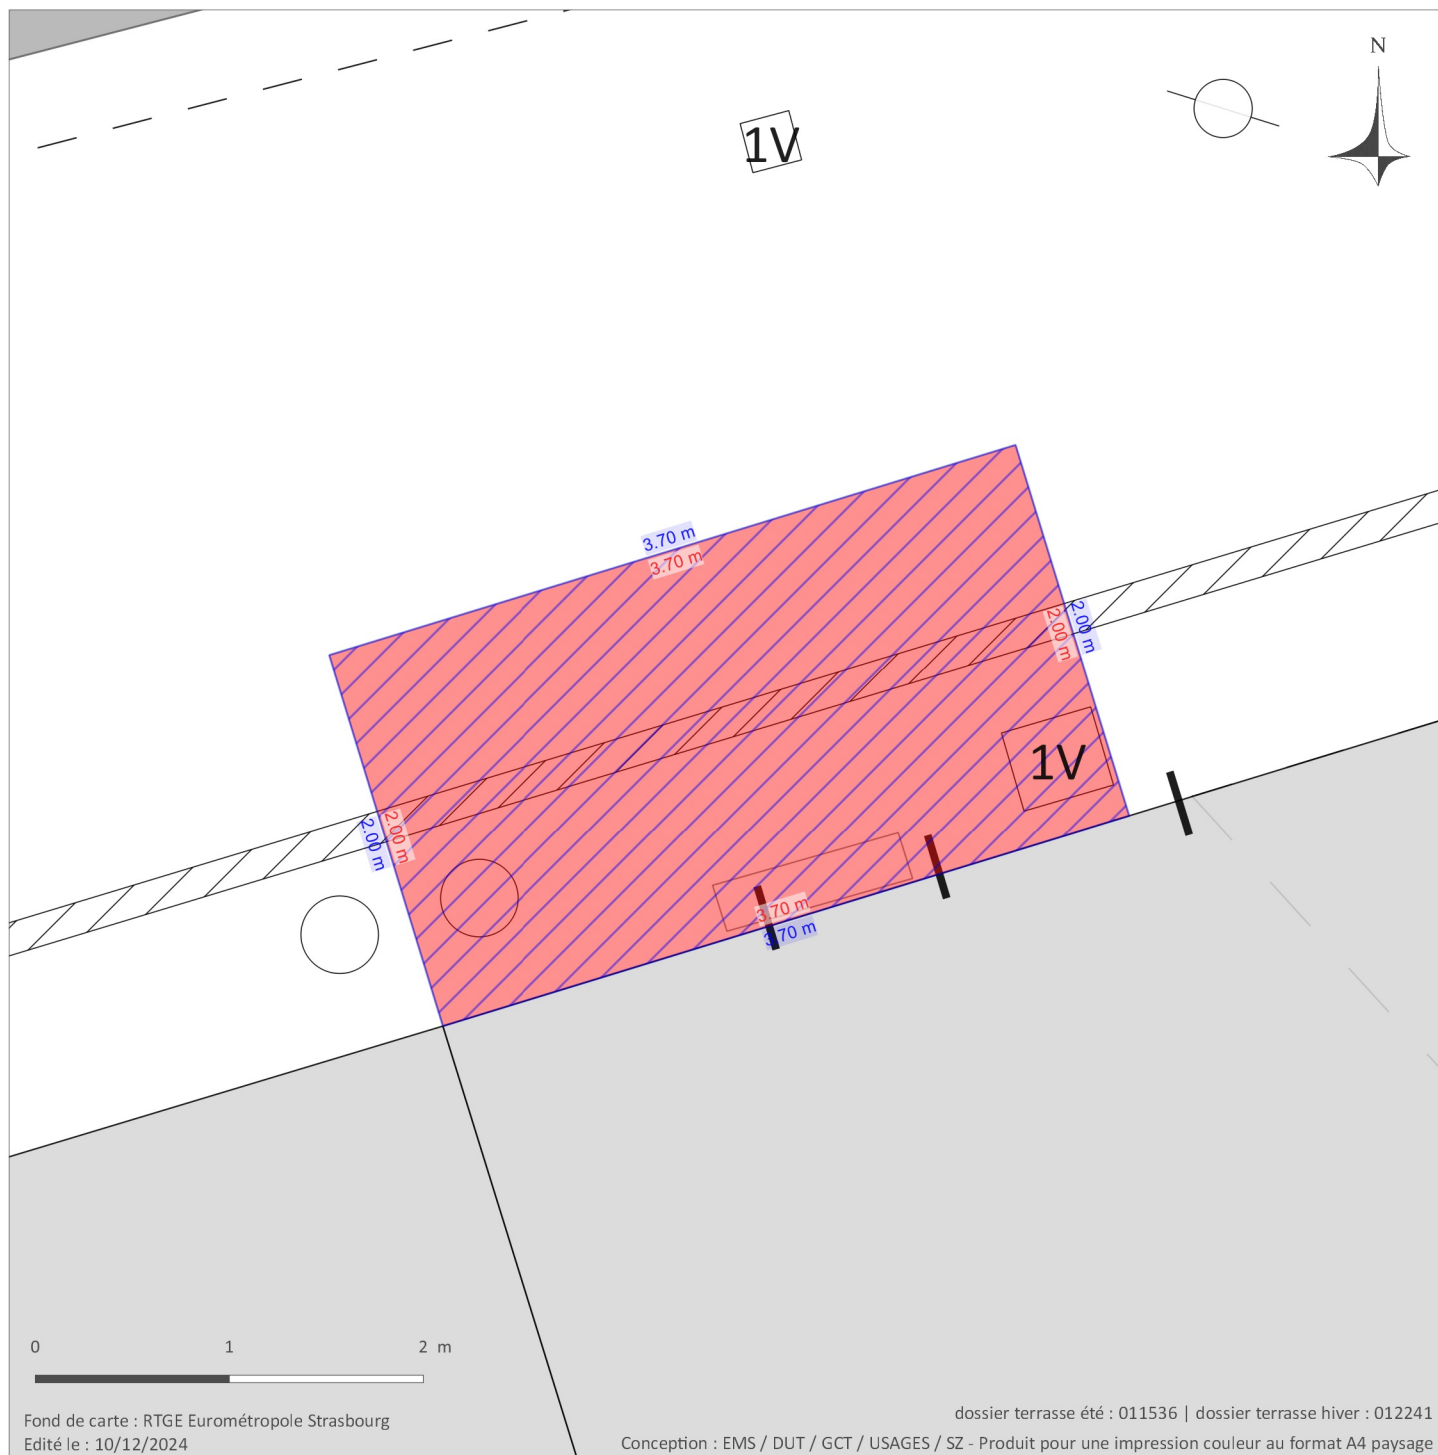 N
1V
3.70 m
3.70 m
2.00 m
2.00 m
1V
2.00 m
2.00 m
3.70 m
3.70 m
0 1 2 m
Fond de carte : RTGE Eurométropole Strasbourg
Edité le : 10/12/2024
dossier terrasse été : 011536 | dossier terrasse hiver : 012241
Conception : EMS / DUT / GCT / USAGES / SZ - Produit pour une impression couleur au format A4 paysage